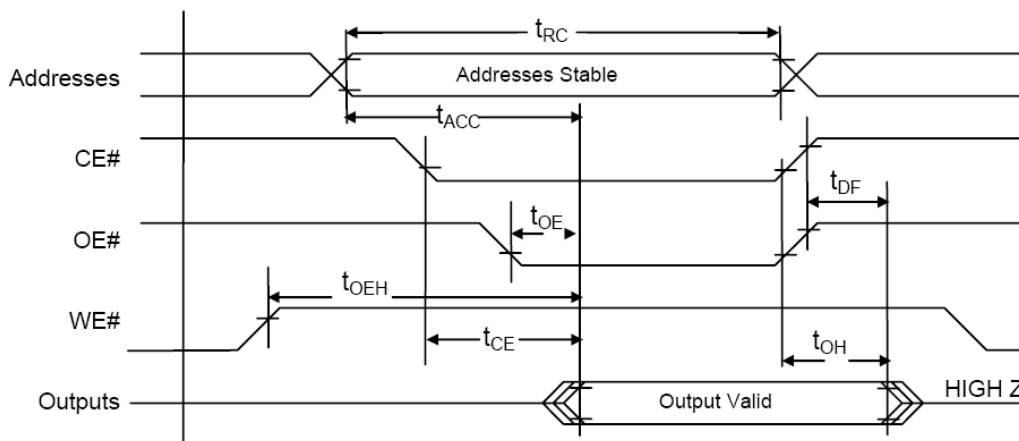 tRC
Addresses
Addresses Stable
tACC
CE#
tDF
tOE
OE#
tOEH
WE#
tCE
tOH
Outputs
Output Valid
HIGH Z